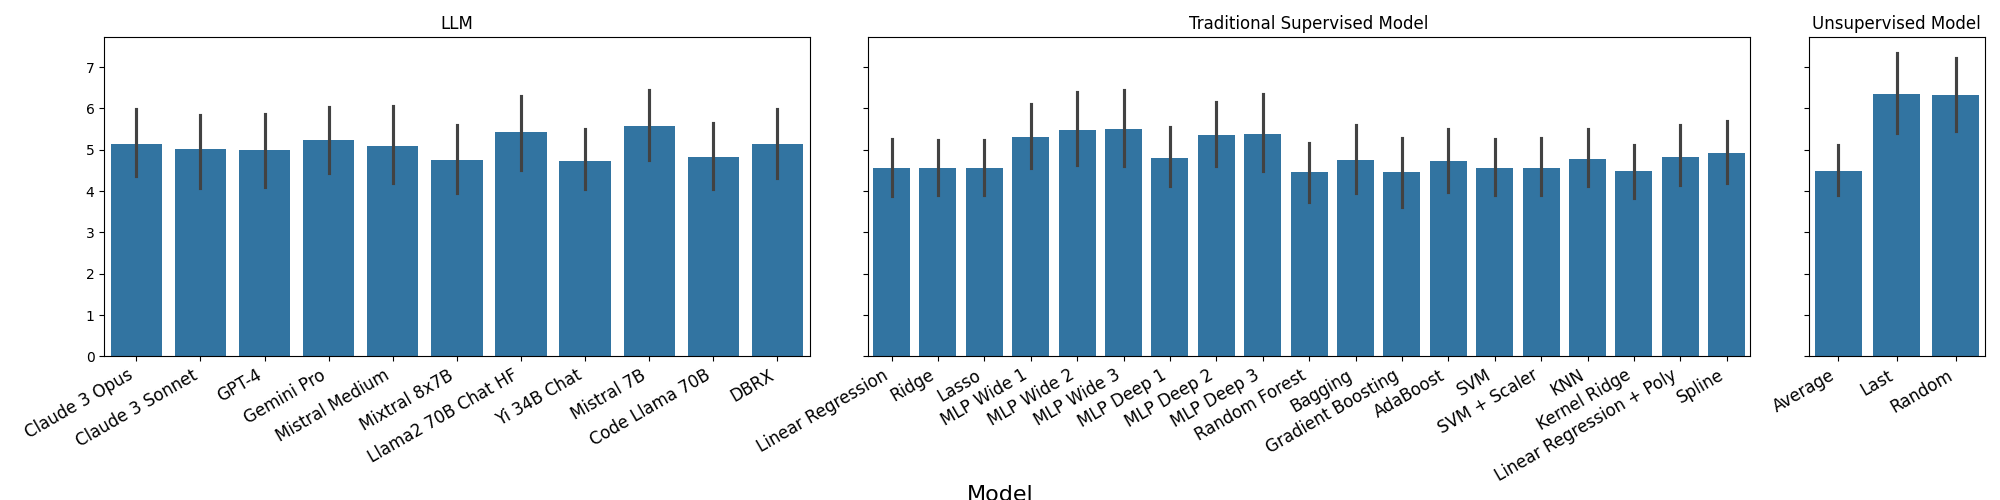 LLM
Traditional Supervised Model
Unsupervised Model
7
6
5
4
3
2
1
0
Claude 3 Opus
Claude 3 Sonnet
GPT-4
Gemini Pro
Mistral Medium
Mixtral 8x7B
Llama2 70B Chat HF
Yi 34B Chat
Mistral 7B
Code Llama 70B
DBRX
Linear Regression
Ridge
Lasso
MLP Wide 1
MLP Wide 2
MLP Wide 3
MLP Deep 1
MLP Deep 2
MLP Deep 3
Random Forest
Bagging
Gradient Boosting
AdaBoost
SVM
SVM + Scaler
KNN
Kernel Ridge
Linear Regression + Poly
Spline
Average
Last
Random
Model